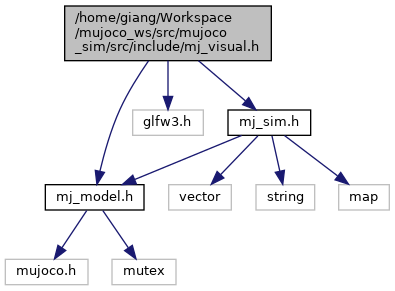 /home/giang/Workspace
/mujoco_ws/src/mujoco
_sim/src/include/mj_visual.h
glfw3.h
mj_sim.h
mj_model.h
vector
string
map
mujoco.h
mutex